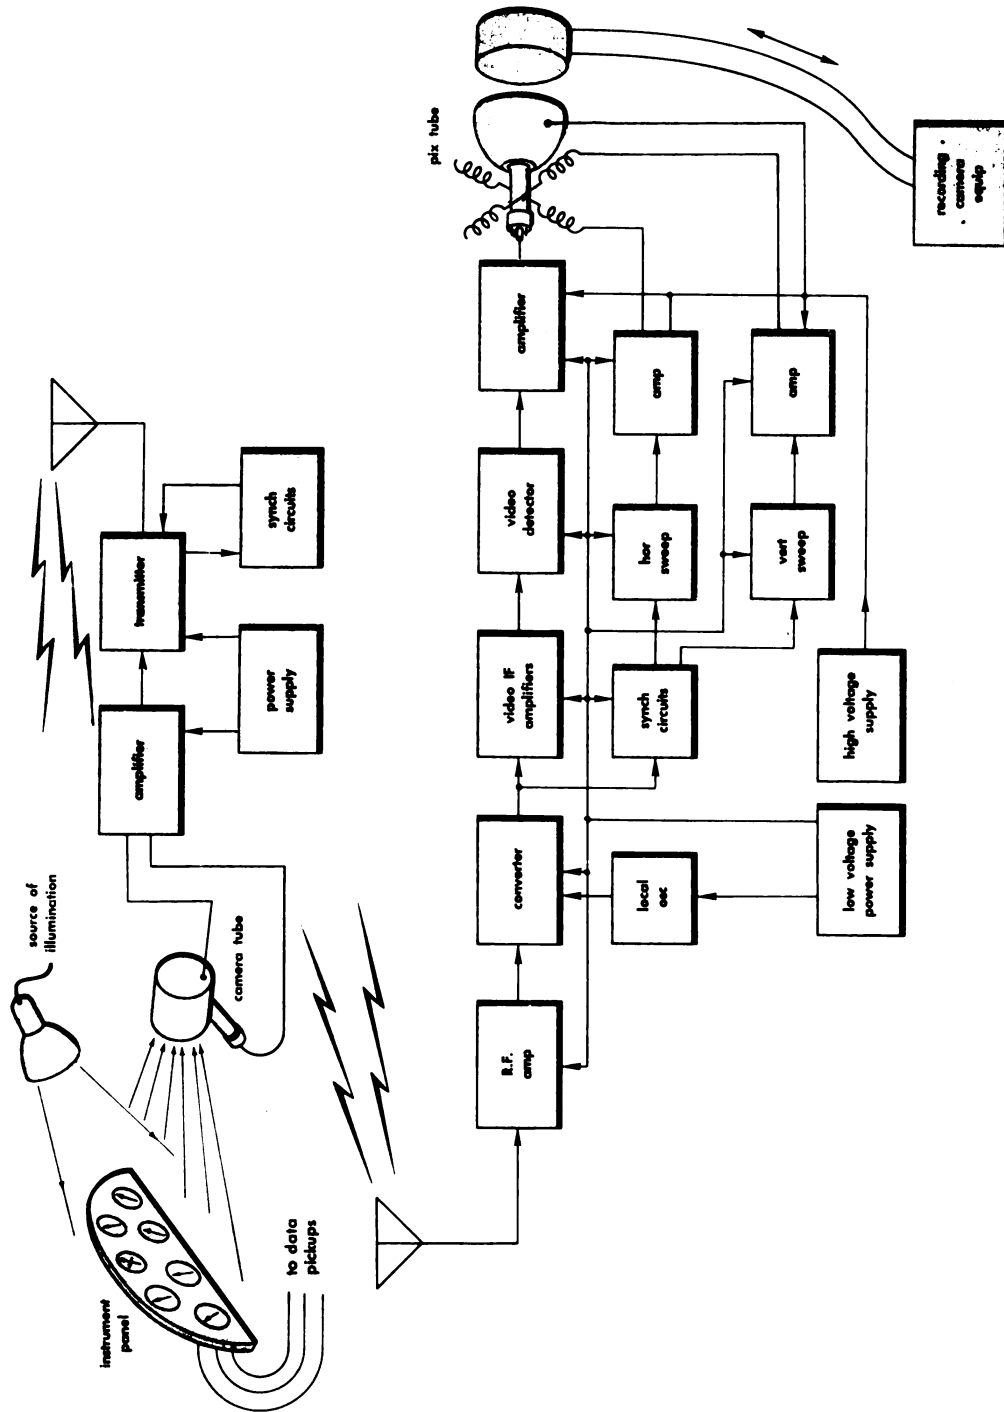 instrument
panel
source of
illumination
camera tube
to data
pickups
amplifier
transmitter
power
supply
synch
circuits
R.F.
amp
converter
video IF
amplifiers
video
detector
amplifier
pix tube
local
osc
synch
circuits
hor
sweep
amp
vert
sweep
amp
low voltage
power supply
high voltage
supply
recording
camera
equip